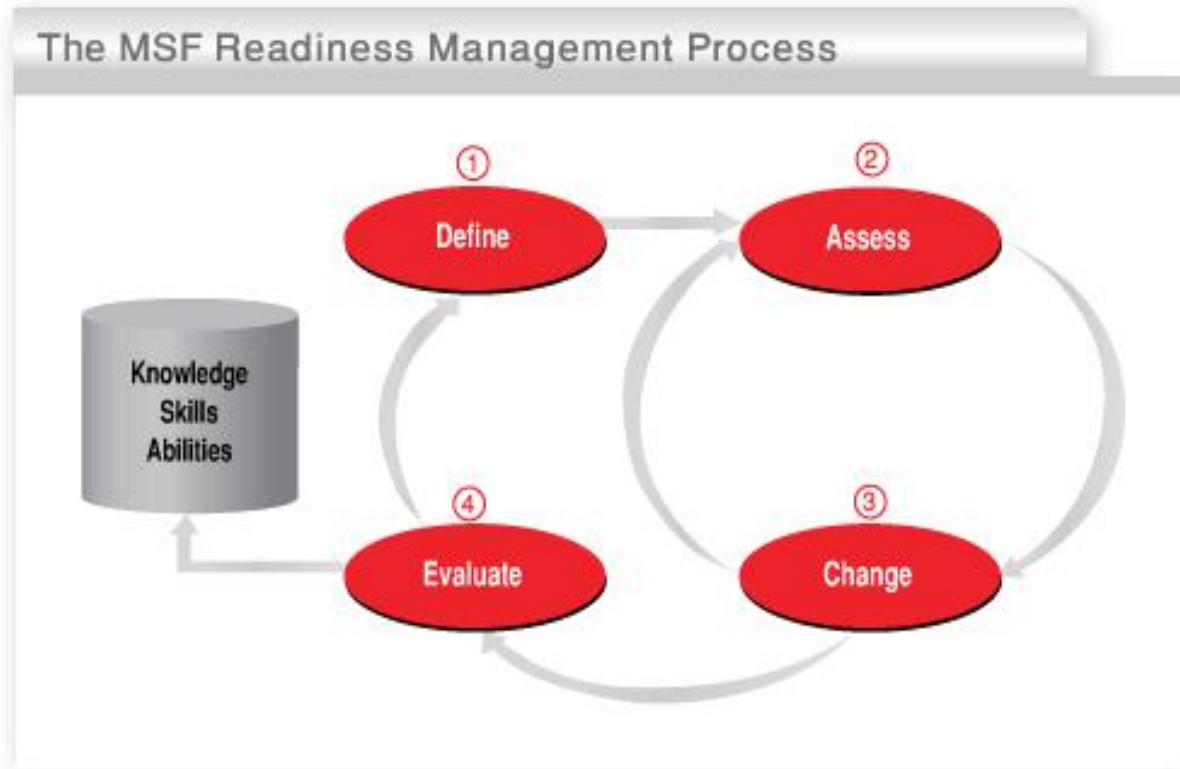 The MSF Readiness Management Process
①
②
Define
Assess
Knowledge
Skills
Abilities
④
③
Evaluate
Change